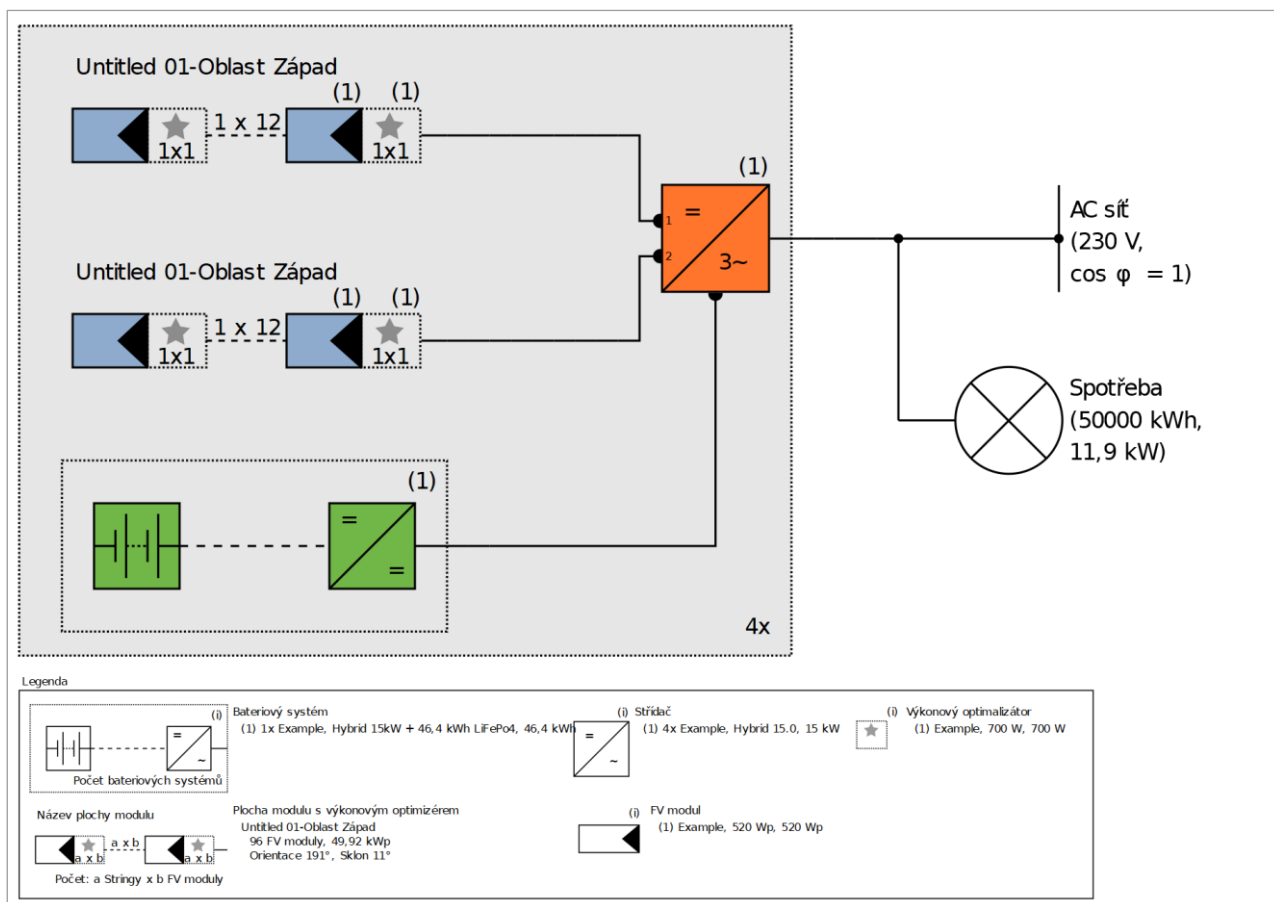 Untitled 01-Oblast Západ
(1) (1)
1 x 12
1x1 1x1
(1)
1
=
2
3~
AC síť
(230 V,
cos φ = 1)
Untitled 01-Oblast Západ
(1) (1)
1 x 12
1x1 1x1
Spotřeba
(50000 kWh,
11,9 kW)
(1)
=
=
4x
Legenda
(i)
=
~
Počet bateriových systémů
Bateriový systém
(1) 1x Example, Hybrid 15kW + 46,4 kWh LiFePo4, 46,4 kWh
(i) Střídač
(1) 4x Example, Hybrid 15.0, 15 kW
=
~
(i) Výkonový optimalizátor
(1) Example, 700 W, 700 W
Název plochy modulu
a x b
a x b a x b
Počet: a Stringy x b FV moduly
Plocha modulu s výkonovým optimizérem
Untitled 01-Oblast Západ
96 FV moduly, 49,92 kWp
Orientace 191°, Sklon 11°
(i) FV modul
(1) Example, 520 Wp, 520 Wp